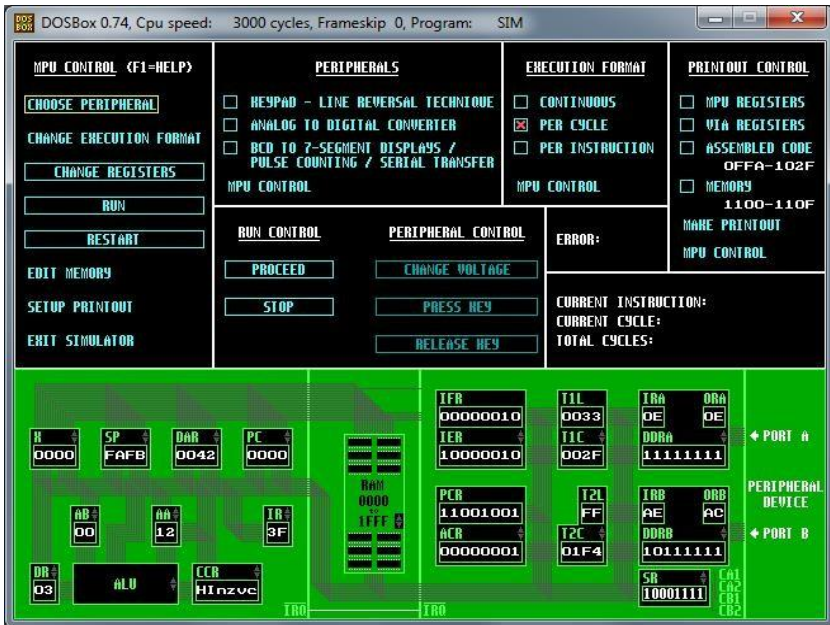 DOSBox 0.74, Cpu speed: 3000 cycles, Frameskip 0, Program: SIM
MPU CONTROL (F1=HELP)
CHOOSE PERIPHERAL
CHANGE EXECUTION FORMAT
CHANGE REGISTERS
RUN
RESTART
EDIT MEMORY
SETUP PRINTOUT
EXIT SIMULATOR
PERIPHERALS
KEYPAD - LINE REVERSAL TECHNIQUE
ANALOG TO DIGITAL CONVERTER
BCD TO 7-SEGMENT DISPLAYS /
PULSE COUNTING / SERIAL TRANSFER
MPU CONTROL
EXECUTION FORMAT
CONTINUOUS
PER CYCLE
PER INSTRUCTION
MPU CONTROL
PRINTOUT CONTROL
MPU REGISTERS
VIA REGISTERS
ASSEMBLED CODE
0FFA-102F
MEMORY
1100-110F
MAKE PRINTOUT
MPU CONTROL
RUN CONTROL
PROCEED
STOP
PERIPHERAL CONTROL
CHANGE VOLTAGE
PRESS KEY
RELEASE KEY
ERROR:
CURRENT INSTRUCTION:
CURRENT CYCLE:
TOTAL CYCLES:
X
0000
SP
FAFB
DAR
0042
PC
0000
AB
00
AA
12
IR
3F
DR
03
ALU
CCR
HInzvc
IRQ
RAM
0000
to
1FFF
IFR
00000010
IER
10000010
T1L
0033
T1C
002F
IRA ORA
0E 0E
DDRA
11111111
PORT A
PCR
11001001
ACR
00000001
T2L
FF
T2C
01F4
IRB ORB
AE AC
DDRB
10111111
PERIPHERAL
DEVICE
PORT B
SR
10001111
CA1
CA2
CB1
CB2
IRQ